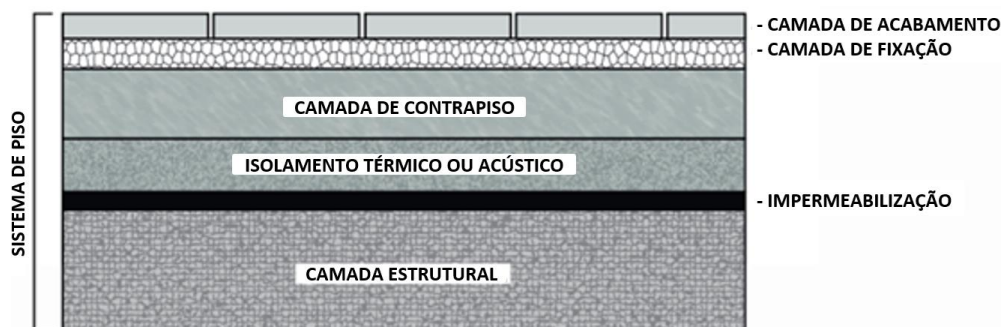 - CAMADA DE ACABAMENTO
- CAMADA DE FIXAÇÃO
CAMADA DE CONTRAPISO
ISOLAMENTO TÉRMICO OU ACÚSTICO
- IMPERMEABILIZAÇÃO
CAMADA ESTRUTURAL
SISTEMA DE PISO